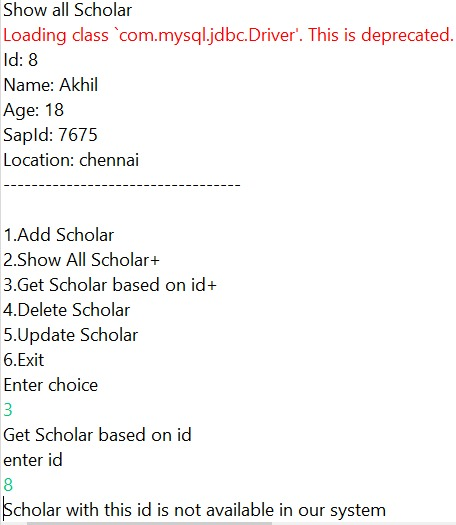 Show all Scholar
Loading class `com.mysql.jdbc.Driver'. This is deprecated.
Id: 8
Name: Akhil
Age: 18
SapId: 7675
Location: chennai
----------------------------------
1.Add Scholar
2.Show All Scholar+
3.Get Scholar based on id+
4.Delete Scholar
5.Update Scholar
6.Exit
Enter choice
3
Get Scholar based on id
enter id
8
Scholar with this id is not available in our system